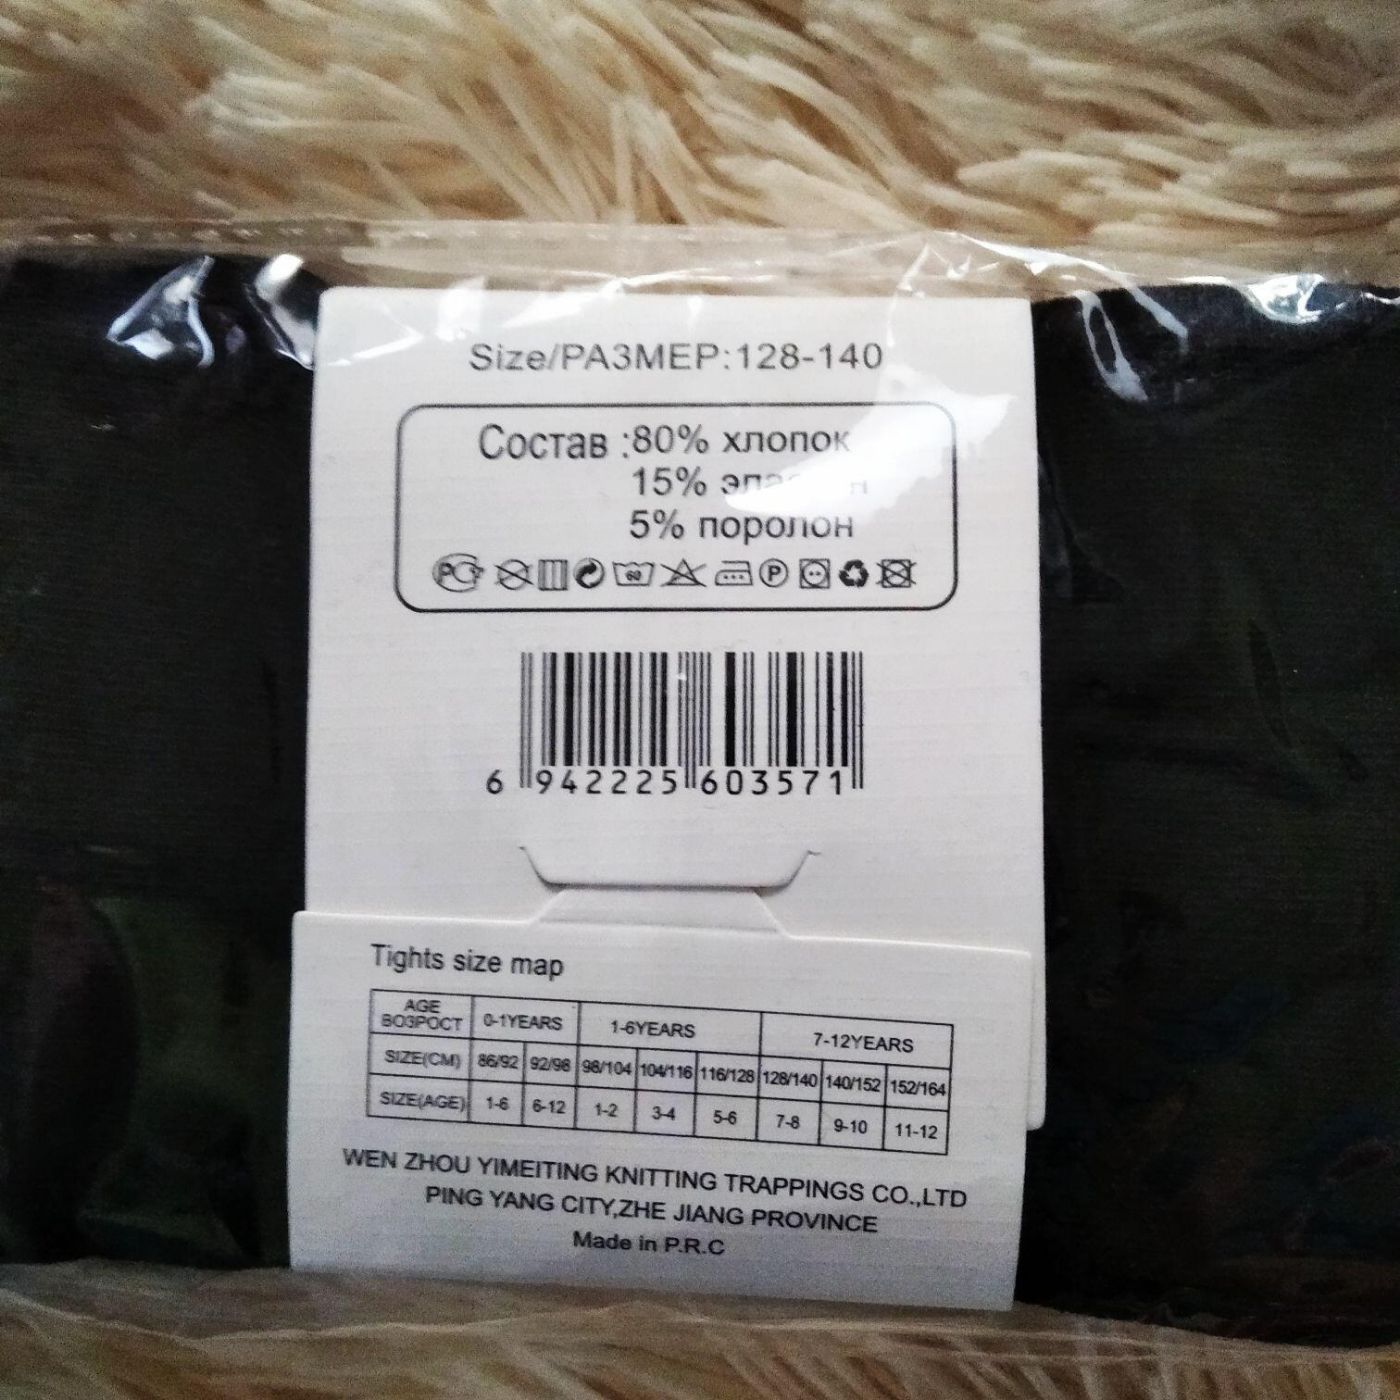 Size/РАЗМЕР:128-140
Состав :80% хлопок
15%
5% поролон
60 P
6 942225 603571
Tights size map
AGE ВОЗРОСТ 0-1YEARS 1-6YEARS 7-12YEARS
SIZE(CM) 86/92 92/98 98/104 104/116 116/128 128/140 140/152 152/164
SIZE(AGE) 1-6 6-12 1-2 3-4 5-6 7-8 9-10 11-12
WEN ZHOU YIMEITING KNITTING TRAPPINGS CO.,LTD
PING YANG CITY,ZHE JIANG PROVINCE
Made in P.R.C